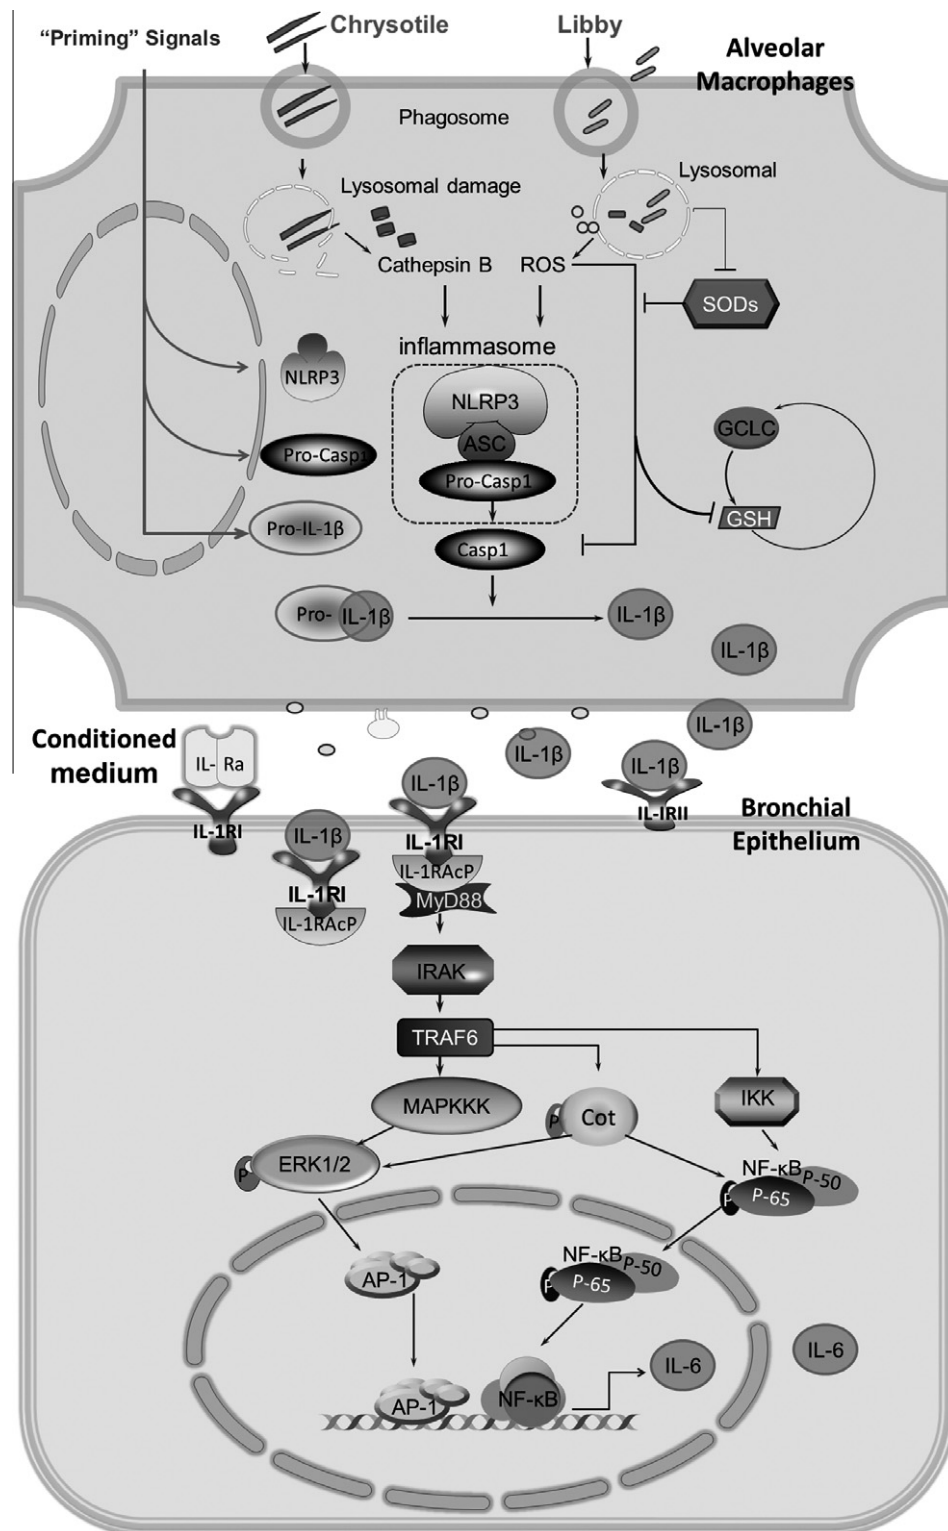 “Priming” Signals
Chrysotile
Libby
Alveolar
Macrophages
Phagosome
Lysosomal damage
Lysosomal
Cathepsin B
ROS
SODs
inflammasome
NLRP3
NLRP3
ASC
GCLC
Pro-Casp1
Pro-Casp1
GSH
Pro-IL-1β
Casp1
Pro-
IL-1β
IL-1β
IL-1β
IL-1β
Conditioned
medium
IL-
Ra
IL-1β
IL-1β
IL-1β
IL-1RI
IL-IRII
Bronchial
Epithelium
IL-1β
IL-1RI
IL-1RAcP
MyD88
IL-1RI
IL-1RAcP
IRAK
TRAF6
MAPKKK
P
Cot
IKK
P
ERK1/2
NF-κB
P-50
P
P-65
AP-1
NF-κB
P-50
P
P-65
IL-6
IL-6
AP-1
NF-κB